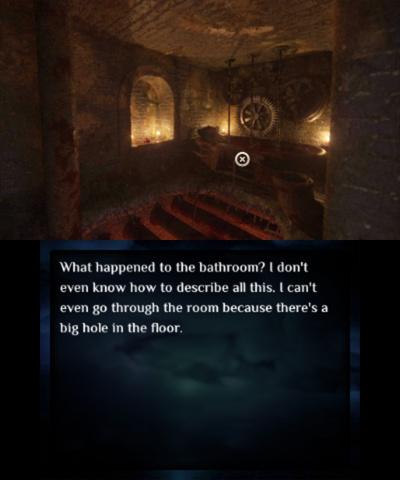 What happened to the bathroom? I don't
even know how to describe all this. I can't
even go through the room because there's a
big hole in the floor.